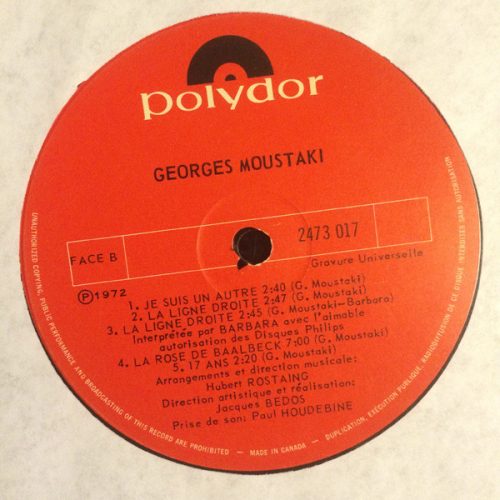 polydor
GEORGES MOUSTAKI
FACE B
2473 017
Gravure Universelle
Ⓟ1972
1. JE SUIS UN AUTRE 2:40 (G. Moustaki)
2. LA LIGNE DROITE 2:47 (G. Moustaki)
3. LA LIGNE DROITE 2:45 (G. Moustaki-Barbara)
Interprétée par BARBARA avec l'aimable
autorisation des Disques Philips
4. LA ROSE DE BAALBECK 7:00 (G. Moustaki)
5. 17 ANS 2:20 (G. Moustaki)
Arrangements et direction musicale:
Hubert ROSTAING
Direction artistique et réalisation:
Jacques BEDOS
Prise de son: Paul HOUDEBINE
UNAUTHORIZED COPYING, PUBLIC PERFORMANCE AND BROADCASTING OF THIS RECORD ARE PROHIBITED – MADE IN CANADA – DUPLICATION, EXECUTION PUBLIQUE, RADIODIFFUSION DE CE DISQUE INTERDITES SANS AUTORISATION